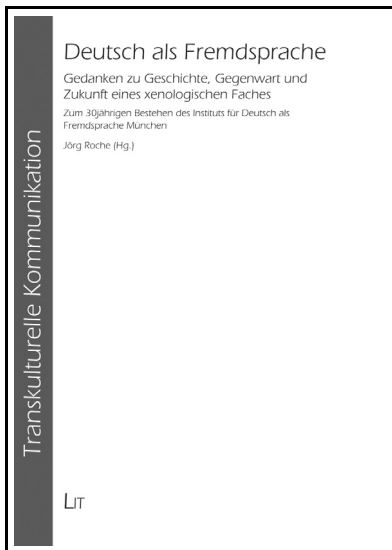 Deutsch als Fremdsprache
Gedanken zu Geschichte, Gegenwart und
Zukunft eines xenologischen Faches
Zum 30jährigen Bestehen des Instituts für Deutsch als
Fremdsprache München
Jörg Roche (Hg.)
Transkulturelle Kommunikation
LIT